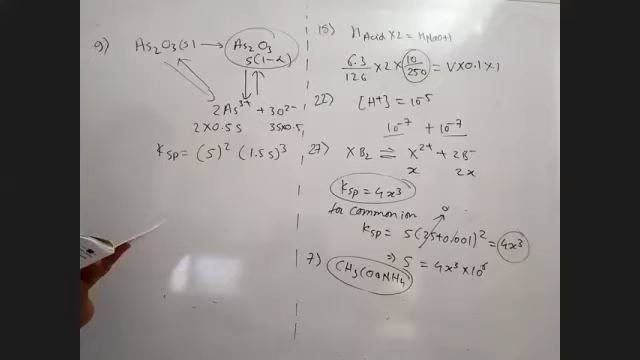 9) As2O3(s) → As2O3
S(1-α)
2As³⁺ + 3O²⁻
2×0.5S 3S×0.5
Ksp = (S)² (1.5S)³
15) nAcid×2 = nNaOH
6.3/126 × 2 × 10/250 = V×0.1×1
22) [H+] = 10⁻⁵
10⁻⁷ + 10⁻⁷
27) XB2 ⇌ X²⁺ + 2B⁻
x 2x
Ksp = 4x³
for common ion
Ksp = S(2S+0.001)² = 4x³
⇒ S = 4x³ × 10⁶
7) CH3COONH4